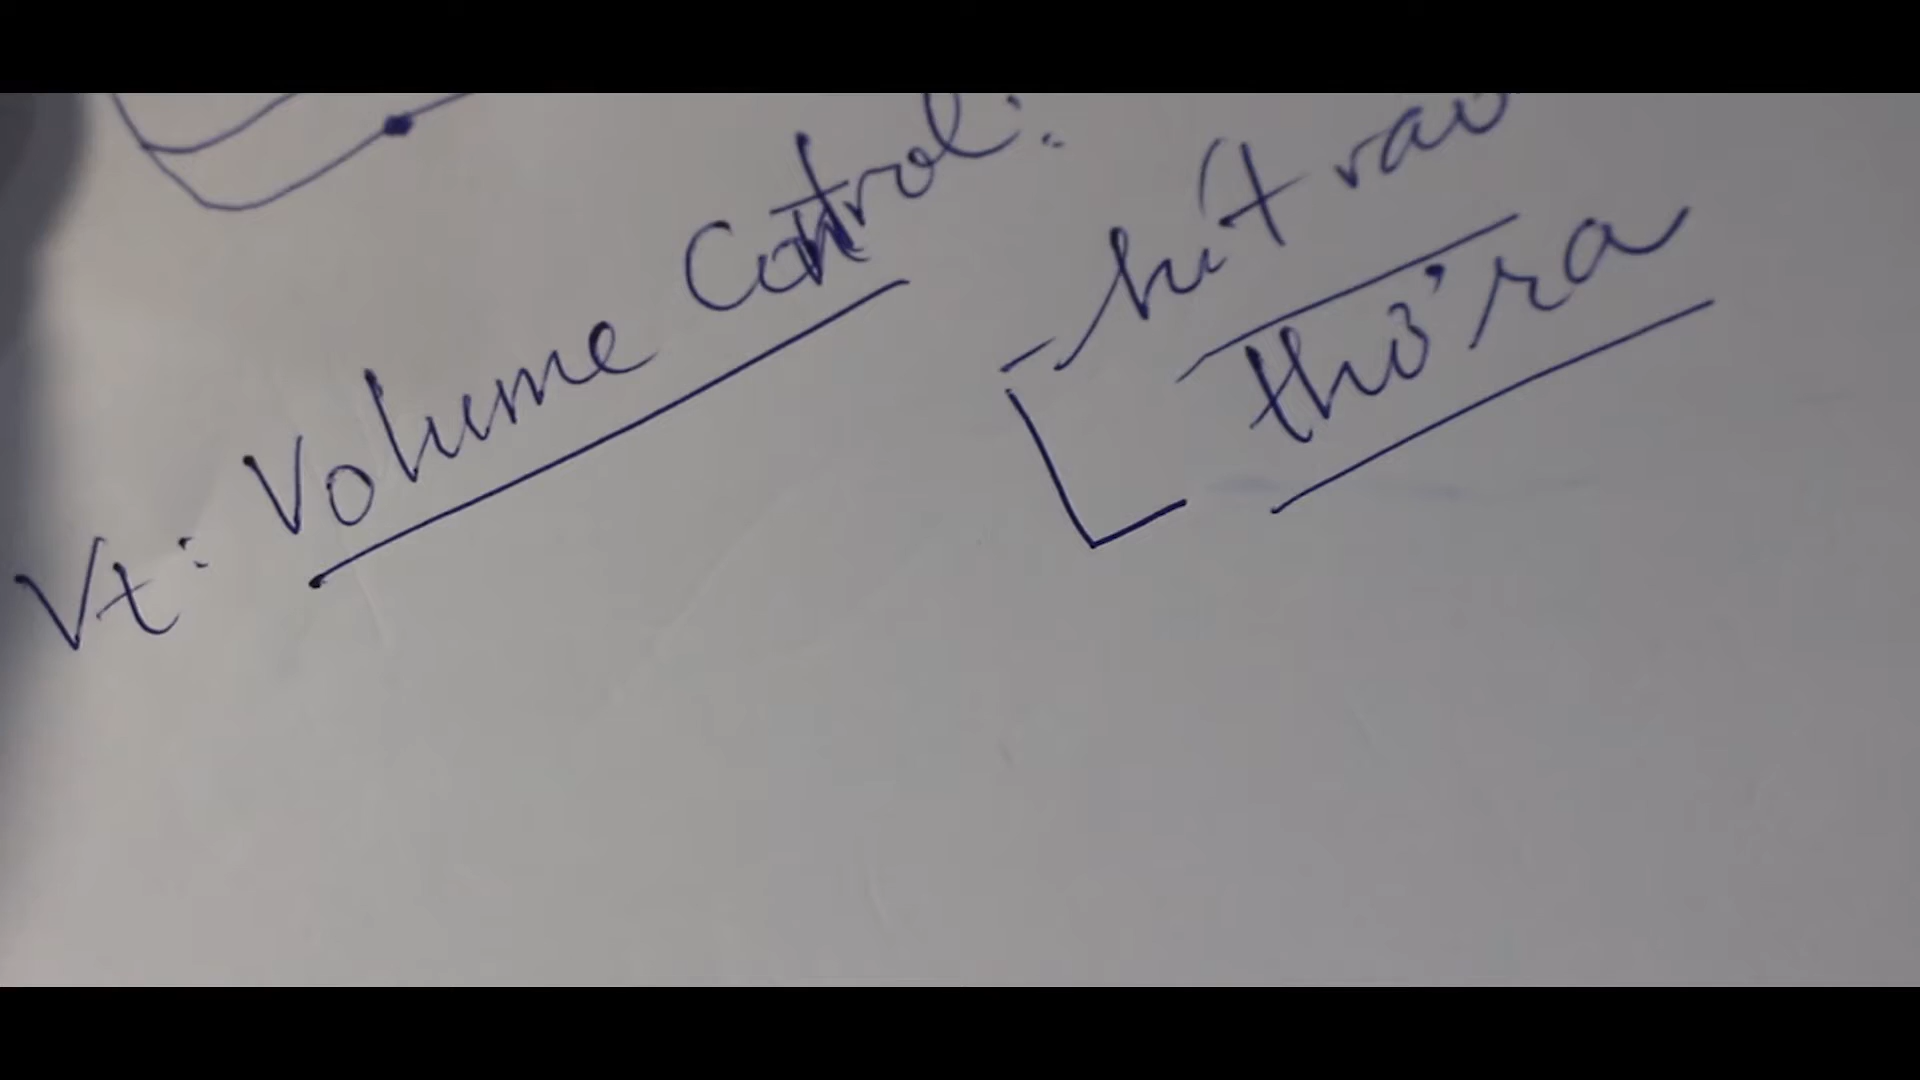 Vt: Volume Control:
- hít vào
thở ra